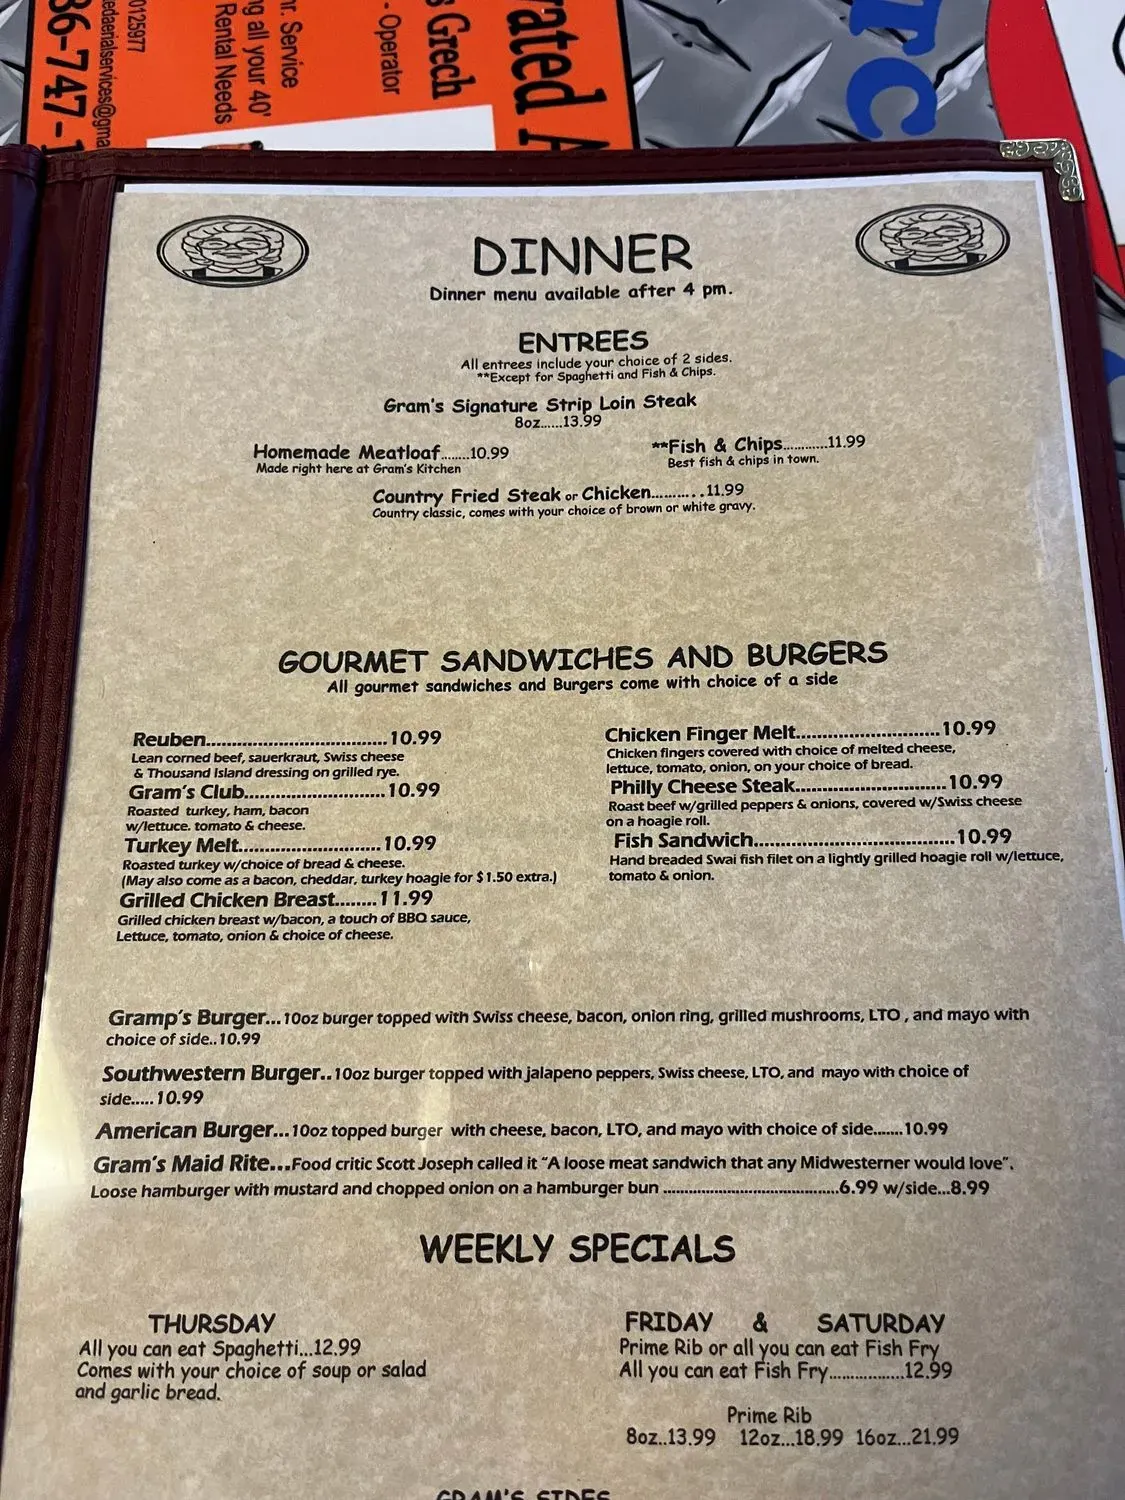 0125977
36-747-1
edaerialservices@gma
hr. Service
ng all your 40'
Rental Needs
- Operator
s Grech
rated A
TC
DINNER
Dinner menu available after 4 pm.
ENTREES
All entrees include your choice of 2 sides.
**Except for Spaghetti and Fish & Chips.
Gram's Signature Strip Loin Steak
8oz......13.99
Homemade Meatloaf........10.99
Made right here at Gram's Kitchen
**Fish & Chips...........11.99
Best fish & chips in town.
Country Fried Steak or Chicken...........11.99
Country classic, comes with your choice of brown or white gravy.
GOURMET SANDWICHES AND BURGERS
All gourmet sandwiches and Burgers come with choice of a side
Reuben...................................10.99
Lean corned beef, sauerkraut, Swiss cheese
& Thousand Island dressing on grilled rye.
Gram's Club...........................10.99
Roasted turkey, ham, bacon
w/lettuce. tomato & cheese.
Turkey Melt...........................10.99
Roasted turkey w/choice of bread & cheese.
(May also come as a bacon, cheddar, turkey hoagie for $1.50 extra.)
Grilled Chicken Breast........11.99
Grilled chicken breast w/bacon, a touch of BBQ sauce,
Lettuce, tomato, onion & choice of cheese.
Chicken Finger Melt............................10.99
Chicken fingers covered with choice of melted cheese,
lettuce, tomato, onion, on your choice of bread.
Philly Cheese Steak.............................10.99
Roast beef w/grilled peppers & onions, covered w/Swiss cheese
on a hoagie roll.
Fish Sandwich.......................................10.99
Hand breaded Swai fish filet on a lightly grilled hoagie roll w/lettuce,
tomato & onion.
Gramp's Burger...10oz burger topped with Swiss cheese, bacon, onion ring, grilled mushrooms, LTO , and mayo with
choice of side..10.99
Southwestern Burger..10oz burger topped with jalapeno peppers, Swiss cheese, LTO, and mayo with choice of
side.....10.99
American Burger...10oz topped burger with cheese, bacon, LTO, and mayo with choice of side.......10.99
Gram's Maid Rite...Food critic Scott Joseph called it "A loose meat sandwich that any Midwesterner would love".
Loose hamburger with mustard and chopped onion on a hamburger bun ..........................................6.99 w/side...8.99
WEEKLY SPECIALS
THURSDAY
All you can eat Spaghetti...12.99
Comes with your choice of soup or salad
and garlic bread.
FRIDAY & SATURDAY
Prime Rib or all you can eat Fish Fry
All you can eat Fish Fry.................12.99
Prime Rib
8oz..13.99 12oz...18.99 16oz...21.99
GRAM'S SIDES